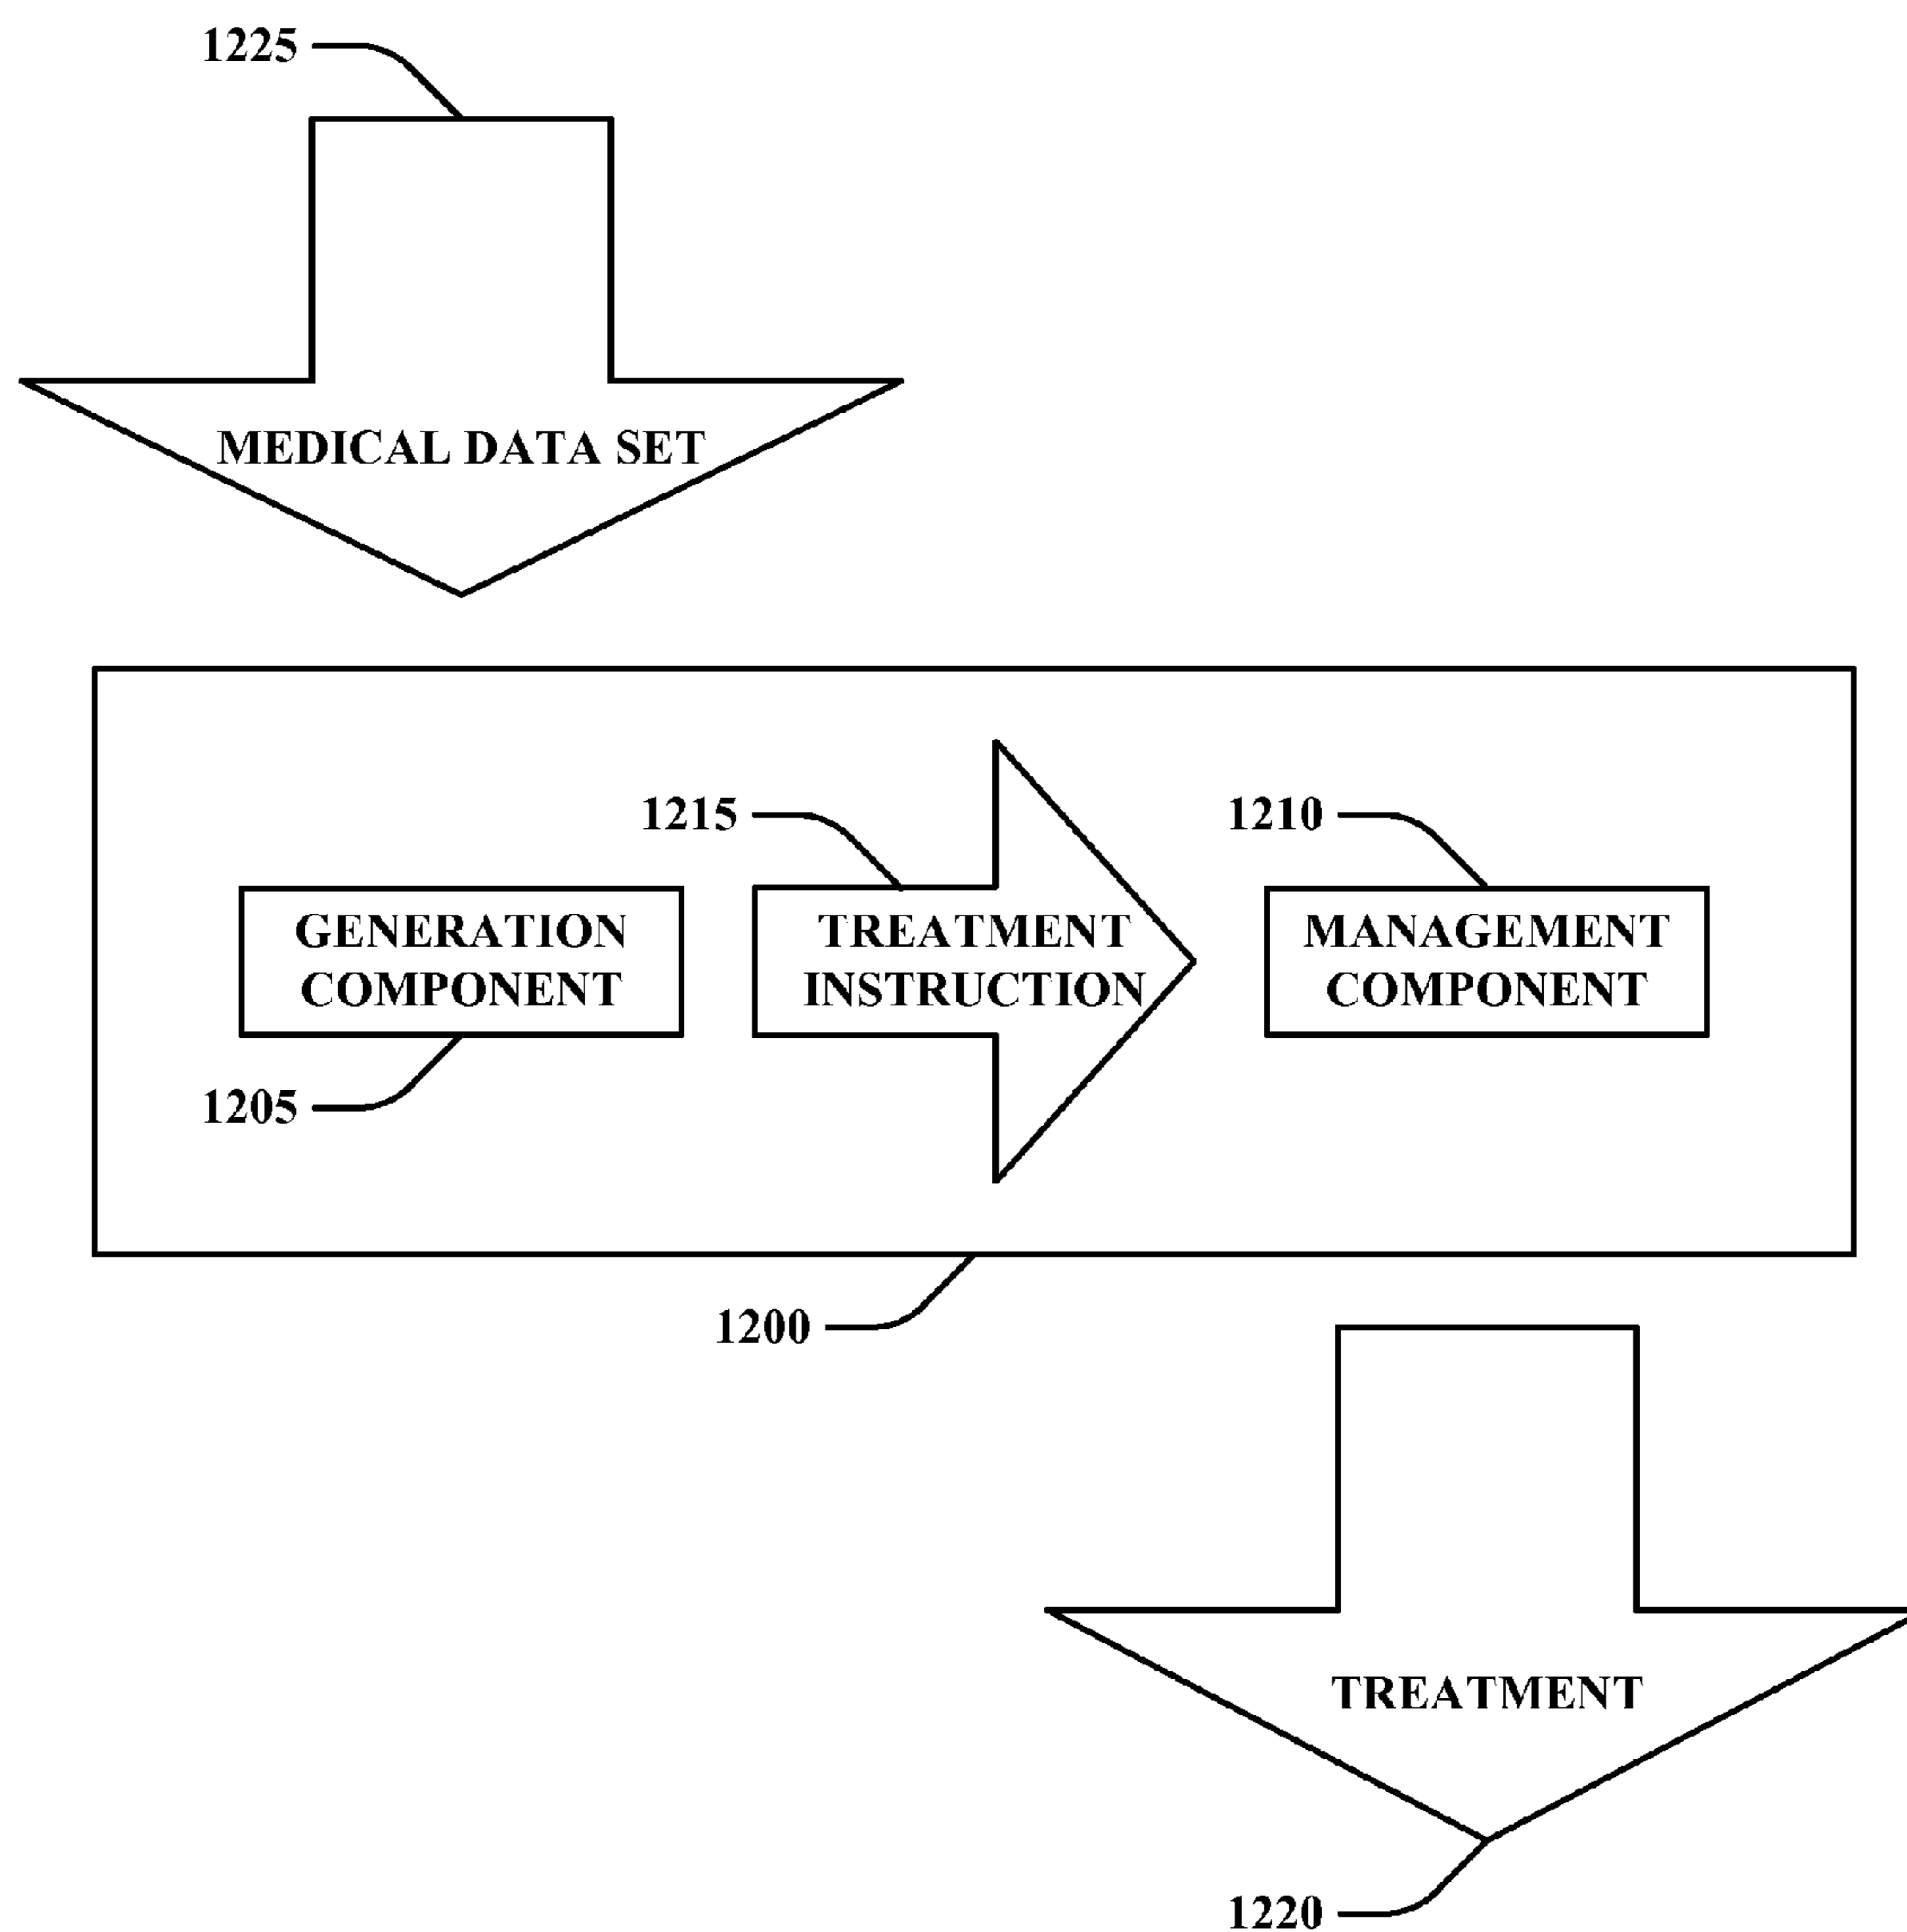 1225
MEDICAL DATA SET
1215
1210
GENERATION
COMPONENT
TREATMENT
INSTRUCTION
MANAGEMENT
COMPONENT
1205
1200
TREATMENT
1220